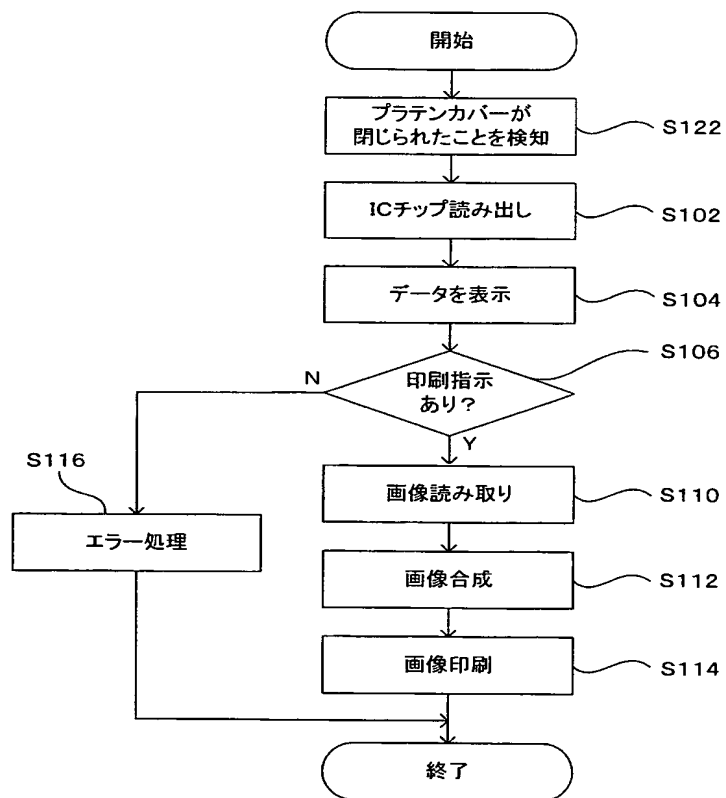 開始
プラテンカバーが
閉じられたことを検知
S122
ICチップ読み出し
S102
データを表示
S104
S106
印刷指示
あり?
N
Y
S116
エラー処理
画像読み取り
S110
画像合成
S112
画像印刷
S114
終了